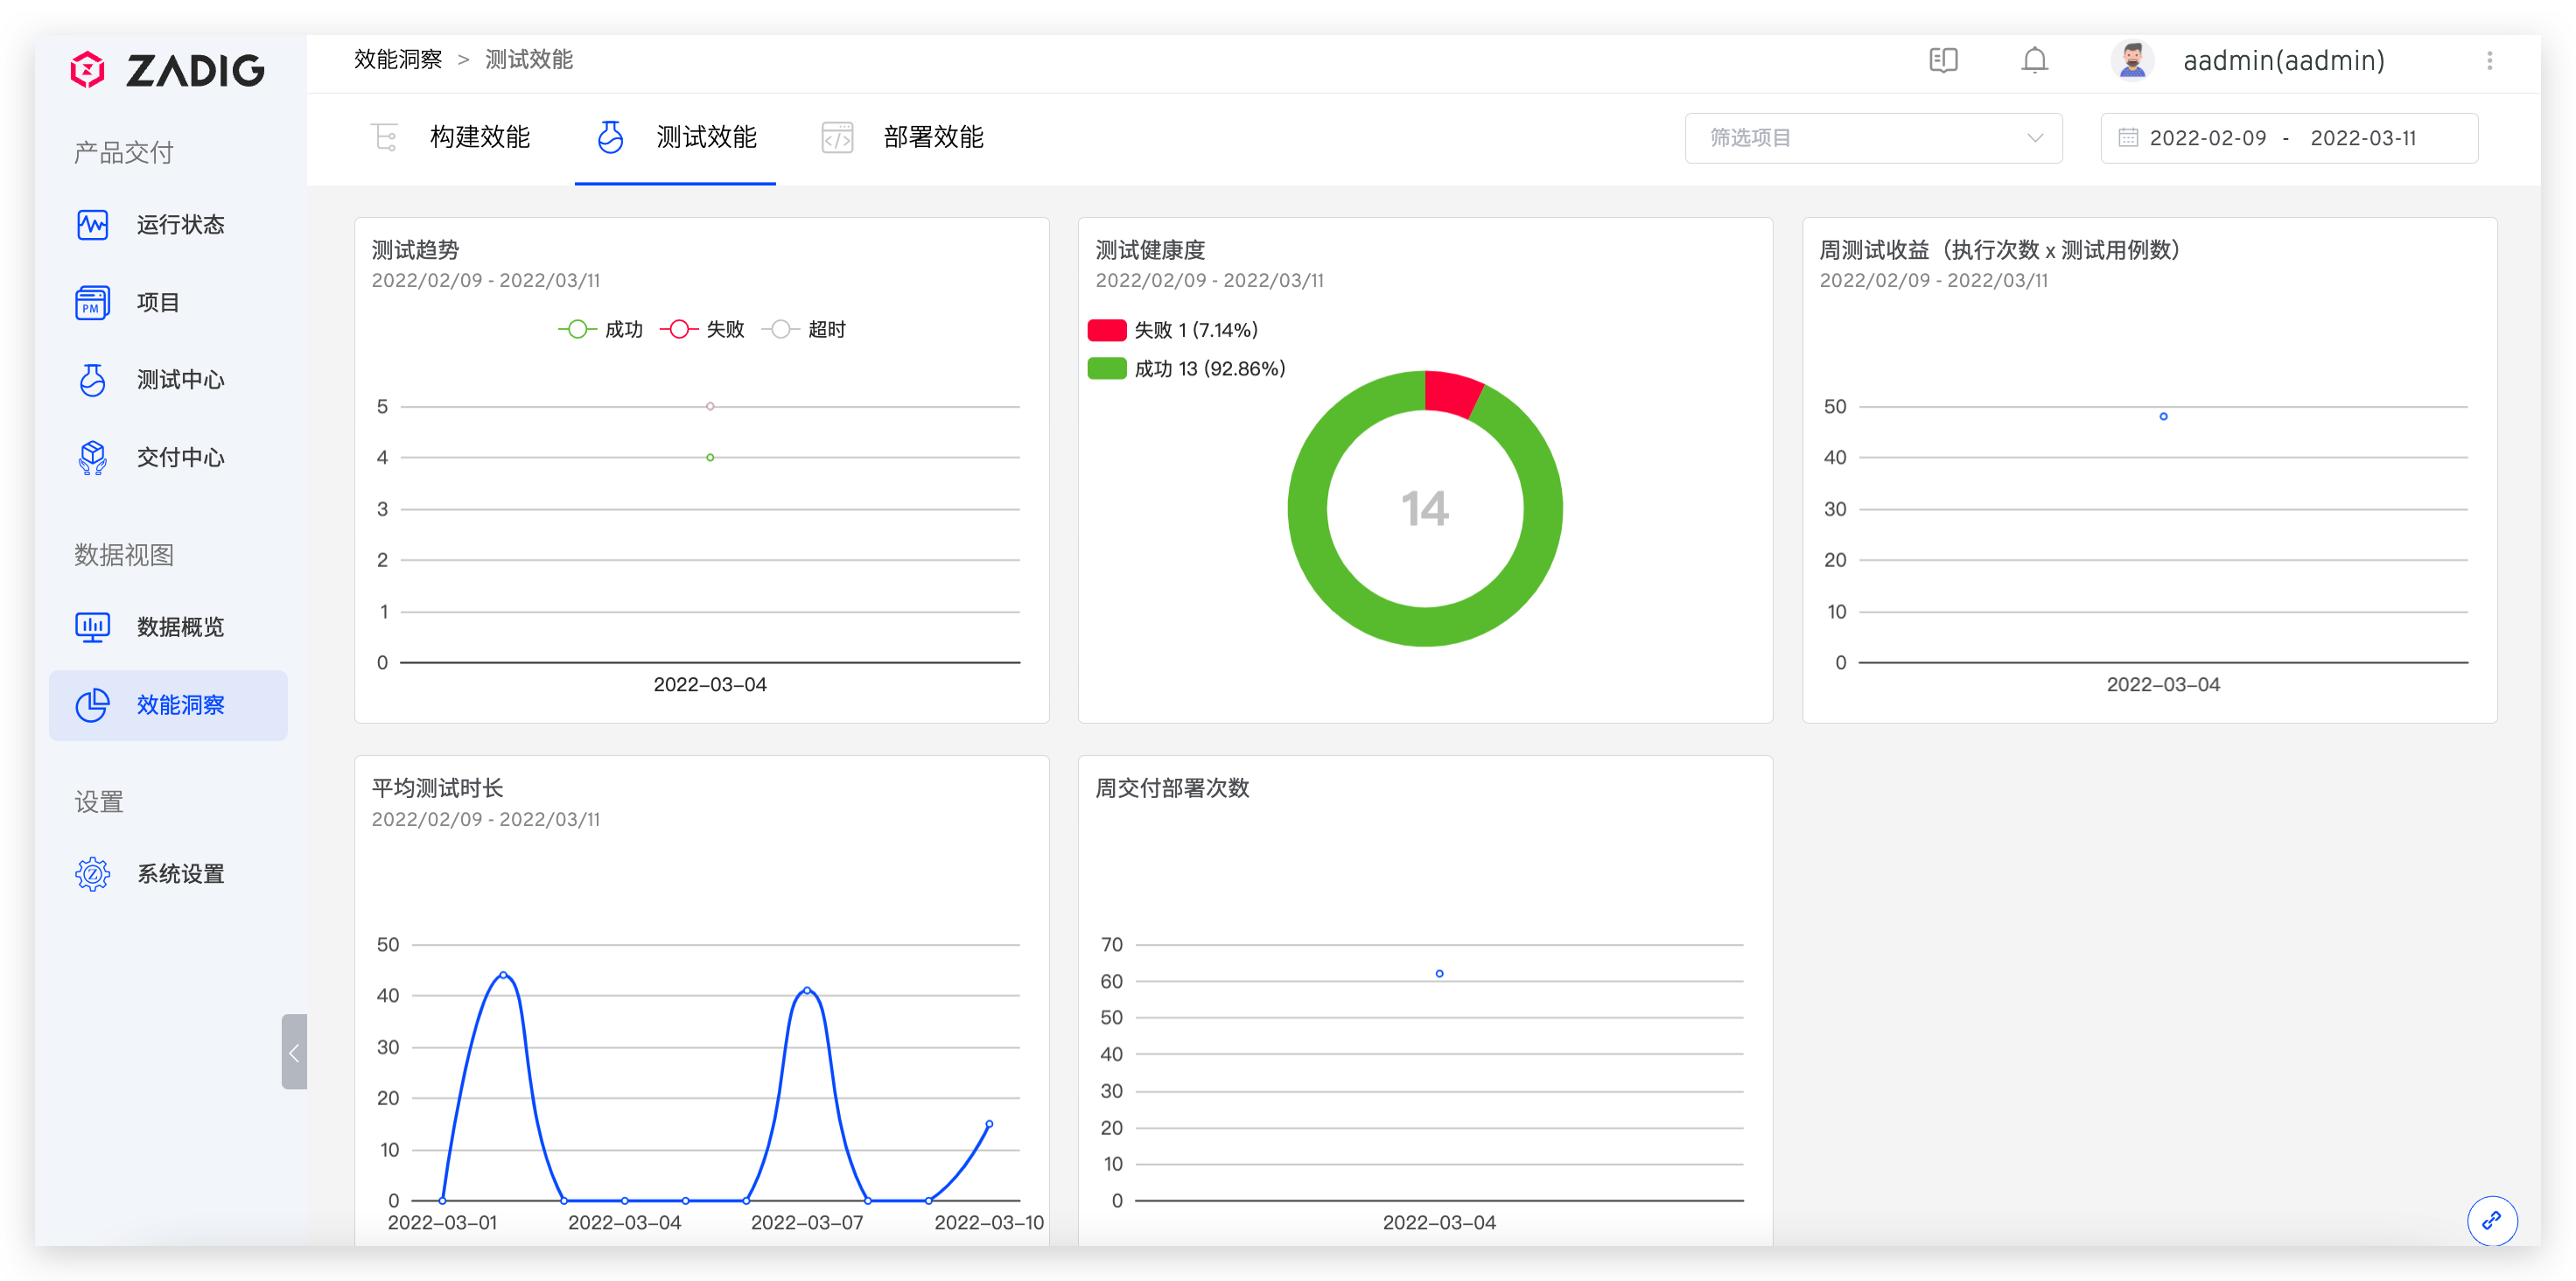 ZADIG
效能洞察 > 测试效能
aadmin(aadmin)
产品交付
运行状态
PM
项目
测试中心
交付中心
数据视图
数据概览
效能洞察
设置
系统设置
构建效能
测试效能
部署效能
筛选项目
2022-02-09 - 2022-03-11
测试趋势
2022/02/09 - 2022/03/11
成功 失败 超时
5
4
3
2
1
0
2022-03-04
测试健康度
2022/02/09 - 2022/03/11
失败 1 (7.14%)
成功 13 (92.86%)
14
周测试收益（执行次数 x 测试用例数）
2022/02/09 - 2022/03/11
50
40
30
20
10
0
2022-03-04
平均测试时长
2022/02/09 - 2022/03/11
50
40
30
20
10
0
2022-03-01 2022-03-04 2022-03-07 2022-03-10
周交付部署次数
70
60
50
40
30
20
10
0
2022-03-04